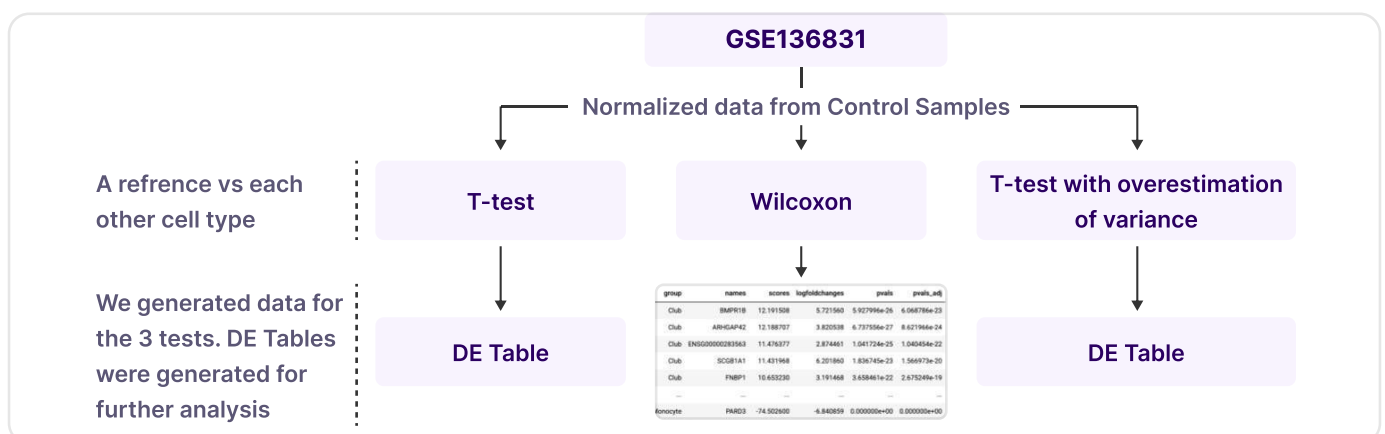 GSE136831
Normalized data from Control Samples
A refrence vs each
other cell type
T-test
Wilcoxon
T-test with overestimation
of variance
We generated data for
the 3 tests. DE Tables
were generated for
further analysis
DE Table
group names scores logfoldchanges pvals pvals_adj
Club BMPR1B 12.191508 5.721560 5.927996e-26 6.068786e-23
Club ARHGAP42 12.188707 3.820538 6.737556e-27 8.621966e-24
Club ENSG00000283563 11.476377 2.874461 1.041724e-25 1.040454e-22
Club SCGB1A1 11.431968 6.201860 1.836745e-23 1.566973e-20
Club FNBP1 10.653230 3.191468 3.658461e-22 2.675249e-19
... ... ... ... ... ...
onocyte PARD3 -74.502600 -6.840859 0.000000e+00 0.000000e+00
DE Table